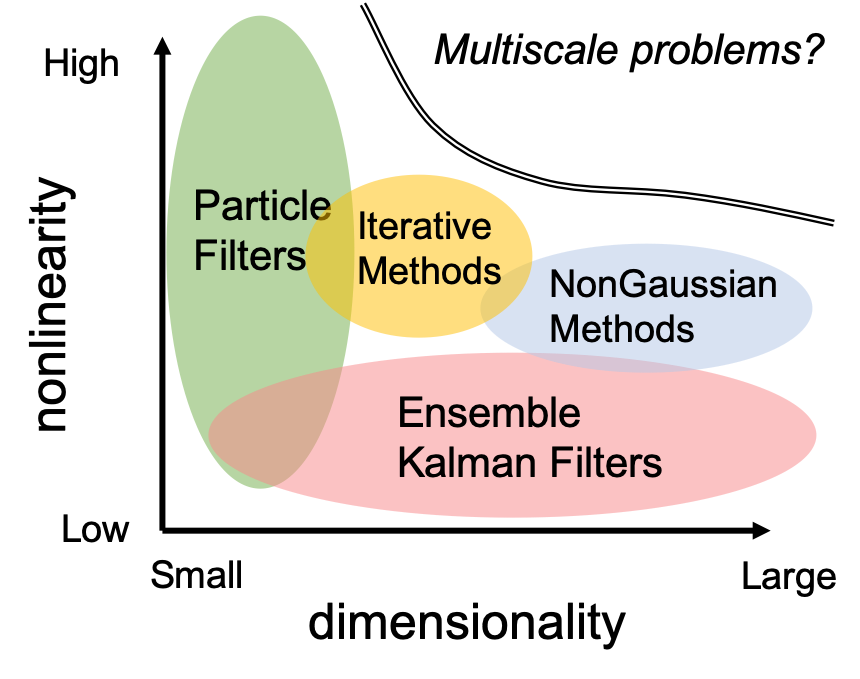 Multiscale problems?
High
Particle
Filters
Iterative
Methods
NonGaussian
Methods
nonlinearity
Ensemble
Kalman Filters
Low
Small
Large
dimensionality